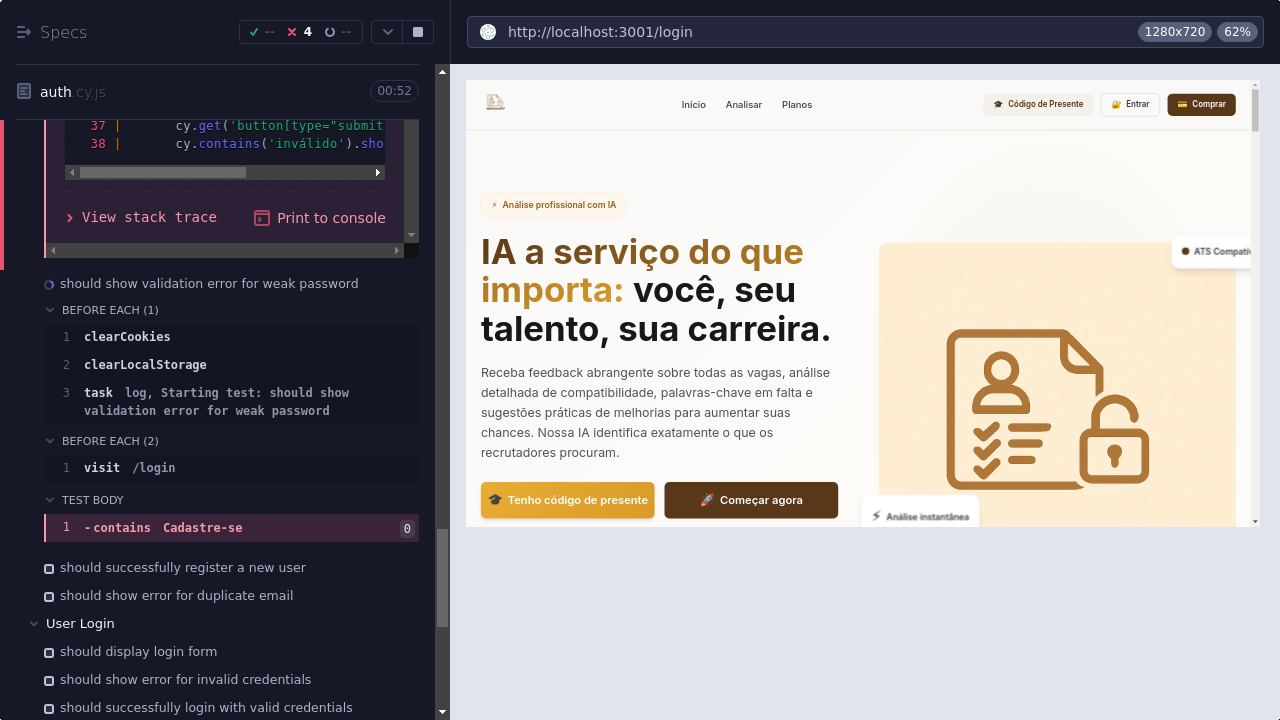 Specs
--
4
--
auth cy.js
00:52
37 | cy.get('button[type="submit
38 | cy.contains('inválido').sho
View stack trace
Print to console
should show validation error for weak password
BEFORE EACH (1)
1 clearCookies
2 clearLocalStorage
3 task log, Starting test: should show
validation error for weak password
BEFORE EACH (2)
1 visit /login
TEST BODY
1 -contains Cadastre-se 0
should successfully register a new user
should show error for duplicate email
User Login
should display login form
should show error for invalid credentials
should successfully login with valid credentials
http://localhost:3001/login
1280x720
62%
Início
Analisar
Planos
Código de Presente
Entrar
Comprar
Análise profissional com IA
IA a serviço do que
importa: você, seu
talento, sua carreira.
Receba feedback abrangente sobre todas as vagas, análise
detalhada de compatibilidade, palavras-chave em falta e
sugestões práticas de melhorias para aumentar suas
chances. Nossa IA identifica exatamente o que os
recrutadores procuram.
Tenho código de presente
Começar agora
ATS Compatív
Análise instantânea